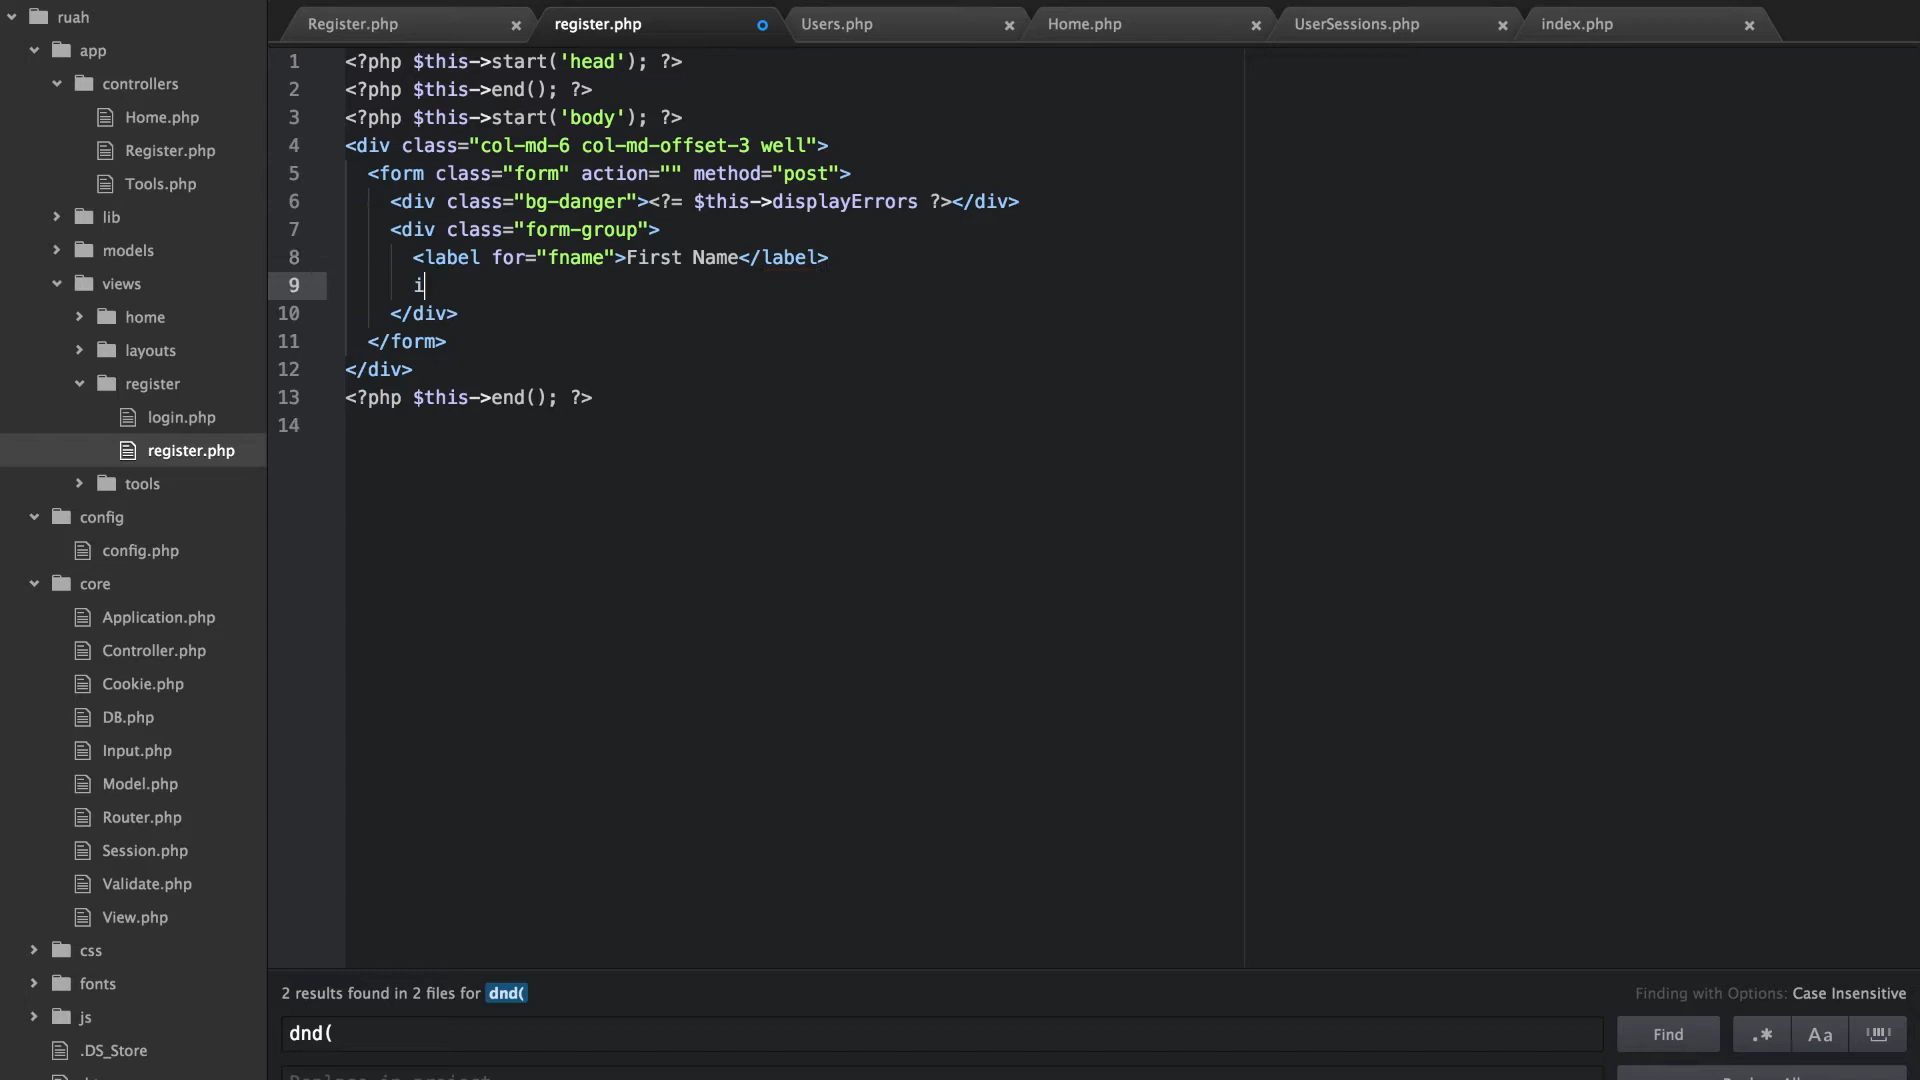 ruah
app
controllers
Home.php
Register.php
Tools.php
lib
models
views
home
layouts
register
login.php
register.php
tools
config
config.php
core
Application.php
Controller.php
Cookie.php
DB.php
Input.php
Model.php
Router.php
Session.php
Validate.php
View.php
css
fonts
js
.DS_Store
Register.php
register.php
Users.php
Home.php
UserSessions.php
index.php
1 <?php $this->start('head'); ?>
2 <?php $this->end(); ?>
3 <?php $this->start('body'); ?>
4 <div class="col-md-6 col-md-offset-3 well">
5 <form class="form" action="" method="post">
6 <div class="bg-danger"><?= $this->displayErrors ?></div>
7 <div class="form-group">
8 <label for="fname">First Name</label>
9 i
10 </div>
11 </form>
12 </div>
13 <?php $this->end(); ?>
14
2 results found in 2 files for dnd(
Finding with Options: Case Insensitive
dnd(
Find
.*
Aa
Replace in project